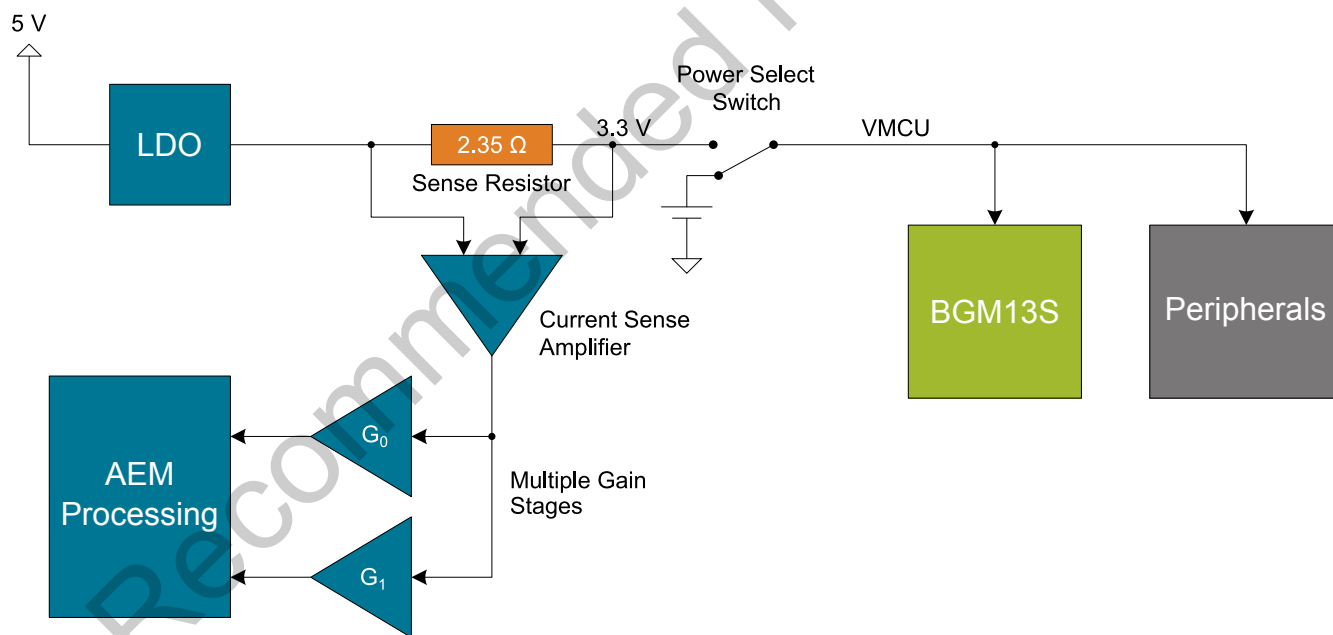 5 V
LDO
2.35 Ω
Sense Resistor
3.3 V
Power Select
Switch
VMCU
BGM13S
Peripherals
Current Sense
Amplifier
G₀
Multiple Gain
Stages
AEM
Processing
G₁
Recommended